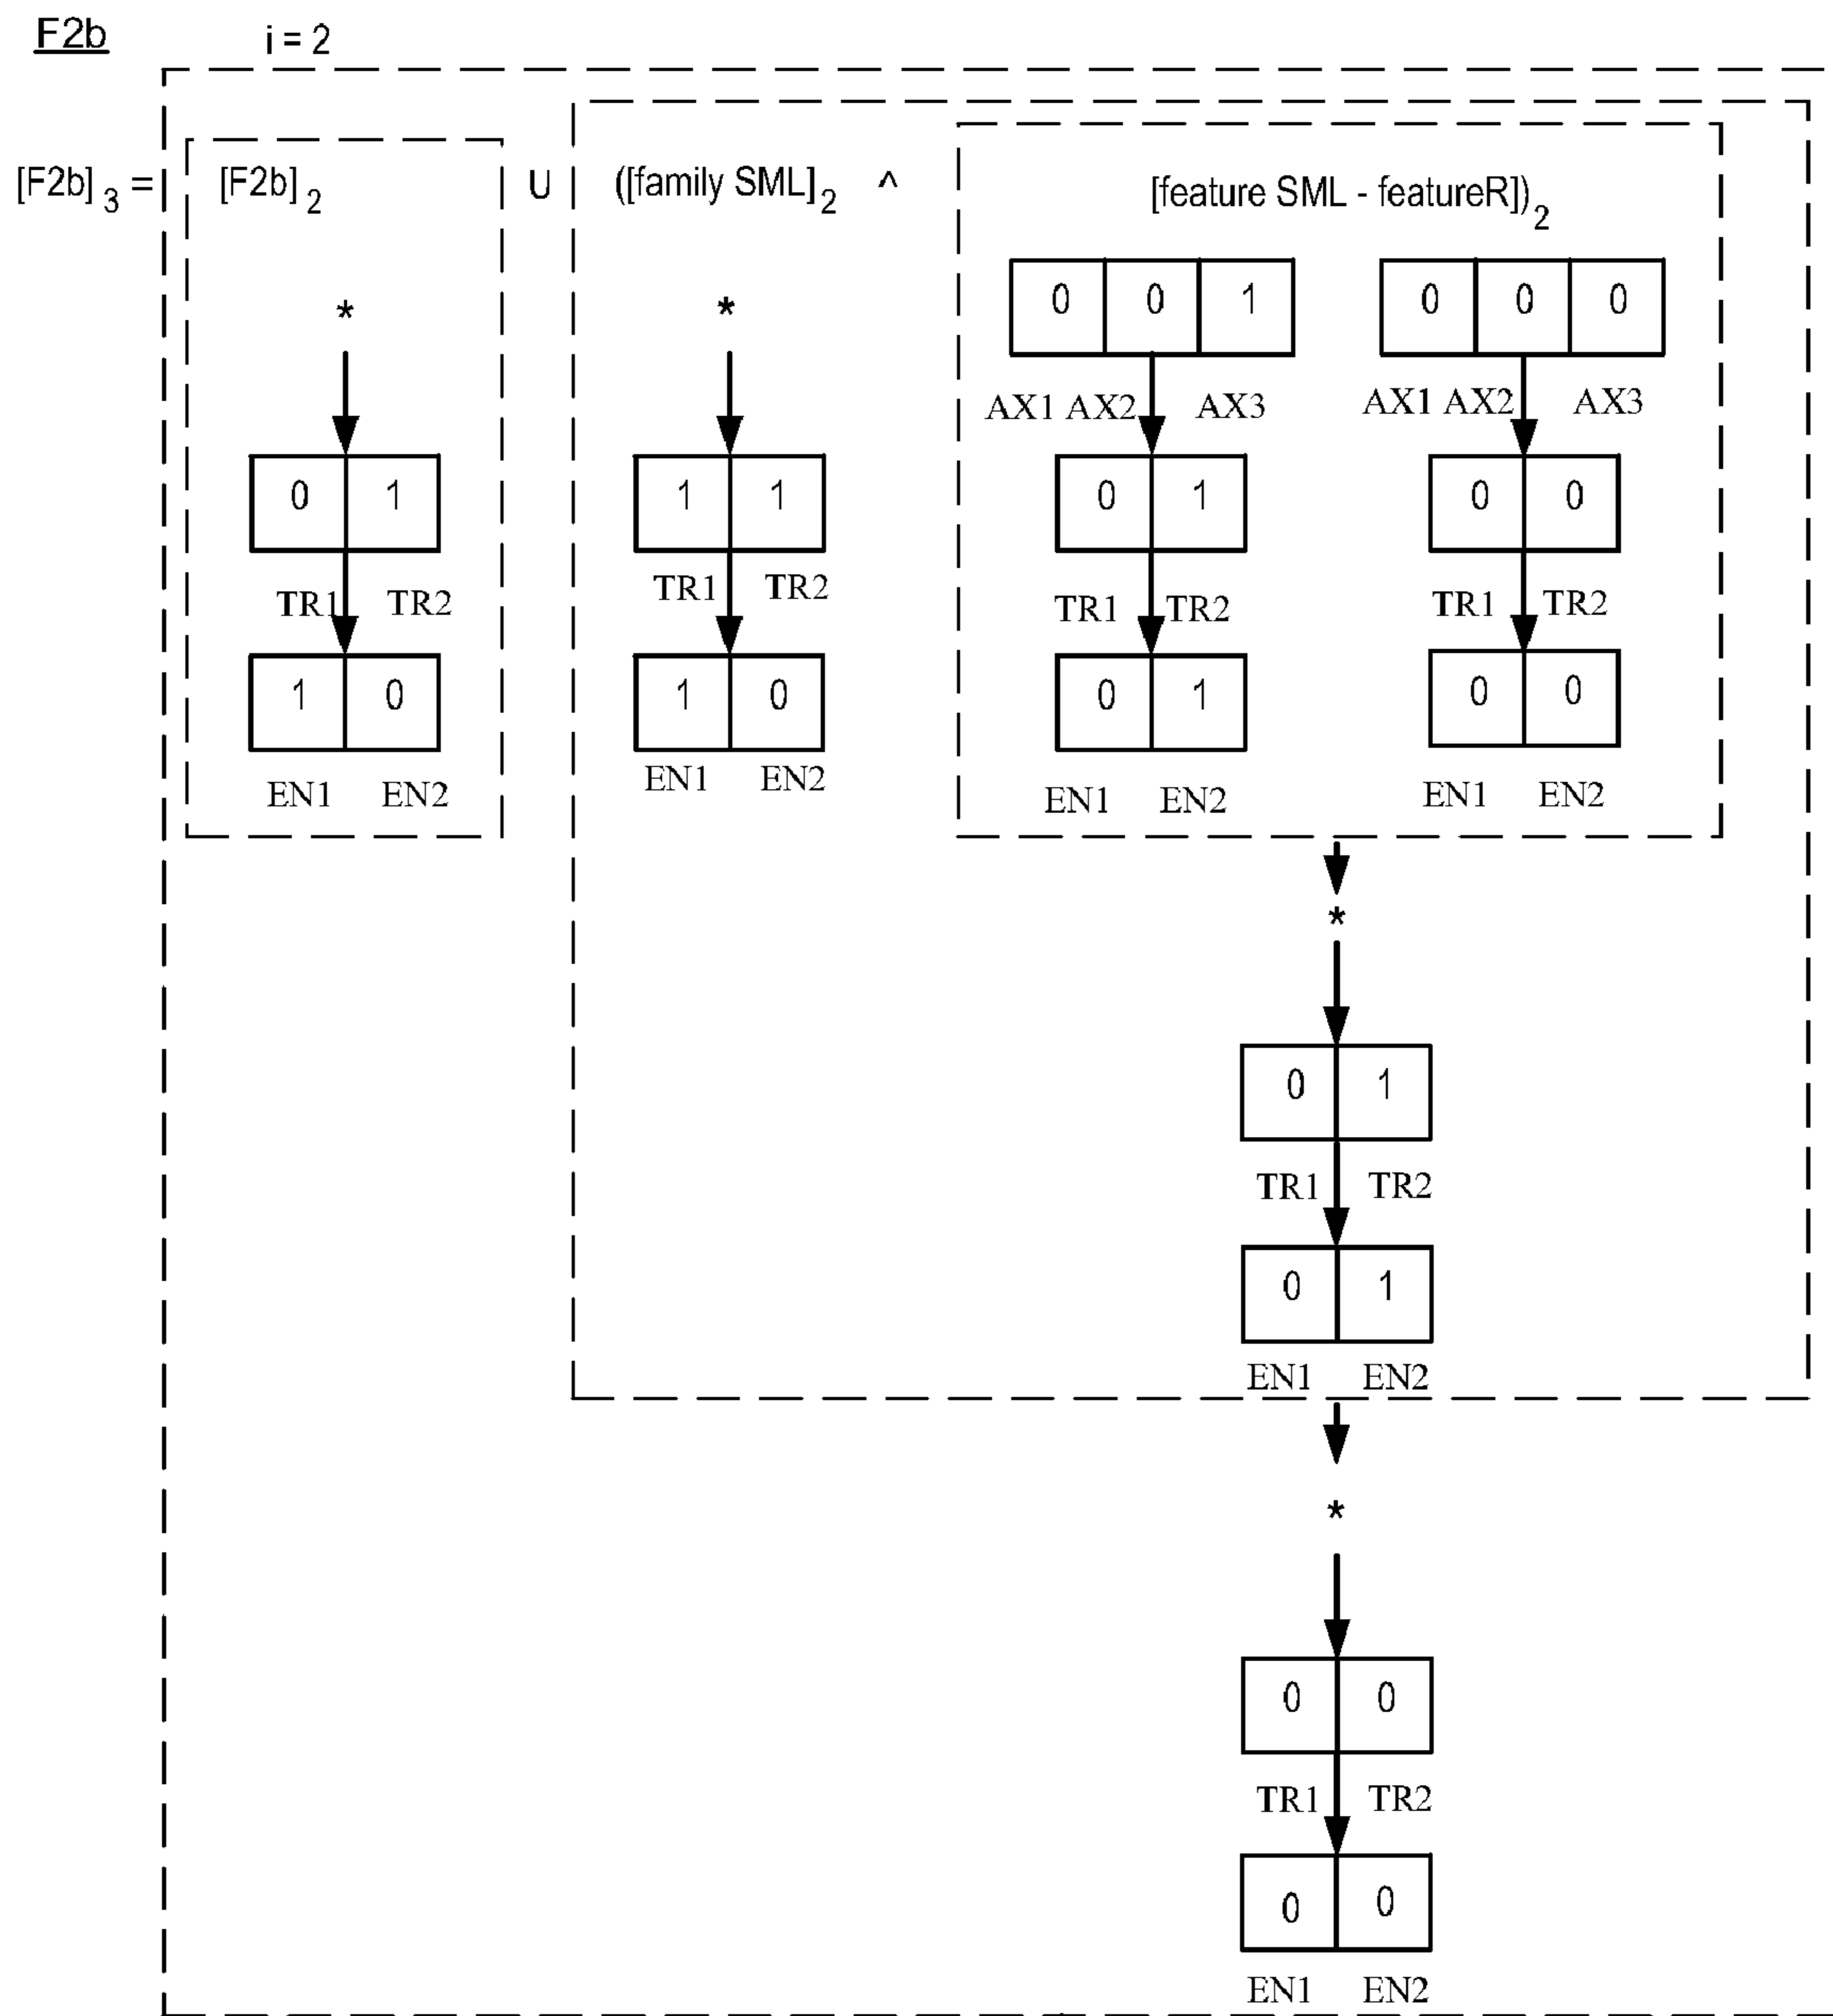 F2b
i = 2
[F2b]3 = [F2b]2 U ([family SML]2 ^ [feature SML - featureR])2
* *
0 0 1 0 0 0
AX1 AX2 AX3 AX1 AX2 AX3
0 1 1 1 0 1 0 0
TR1 TR2 TR1 TR2 TR1 TR2 TR1 TR2
1 0 1 0 0 1 0 0
EN1 EN2 EN1 EN2 EN1 EN2 EN1 EN2
*
0 1
TR1 TR2
0 1
EN1 EN2
*
0 0
TR1 TR2
0 0
EN1 EN2